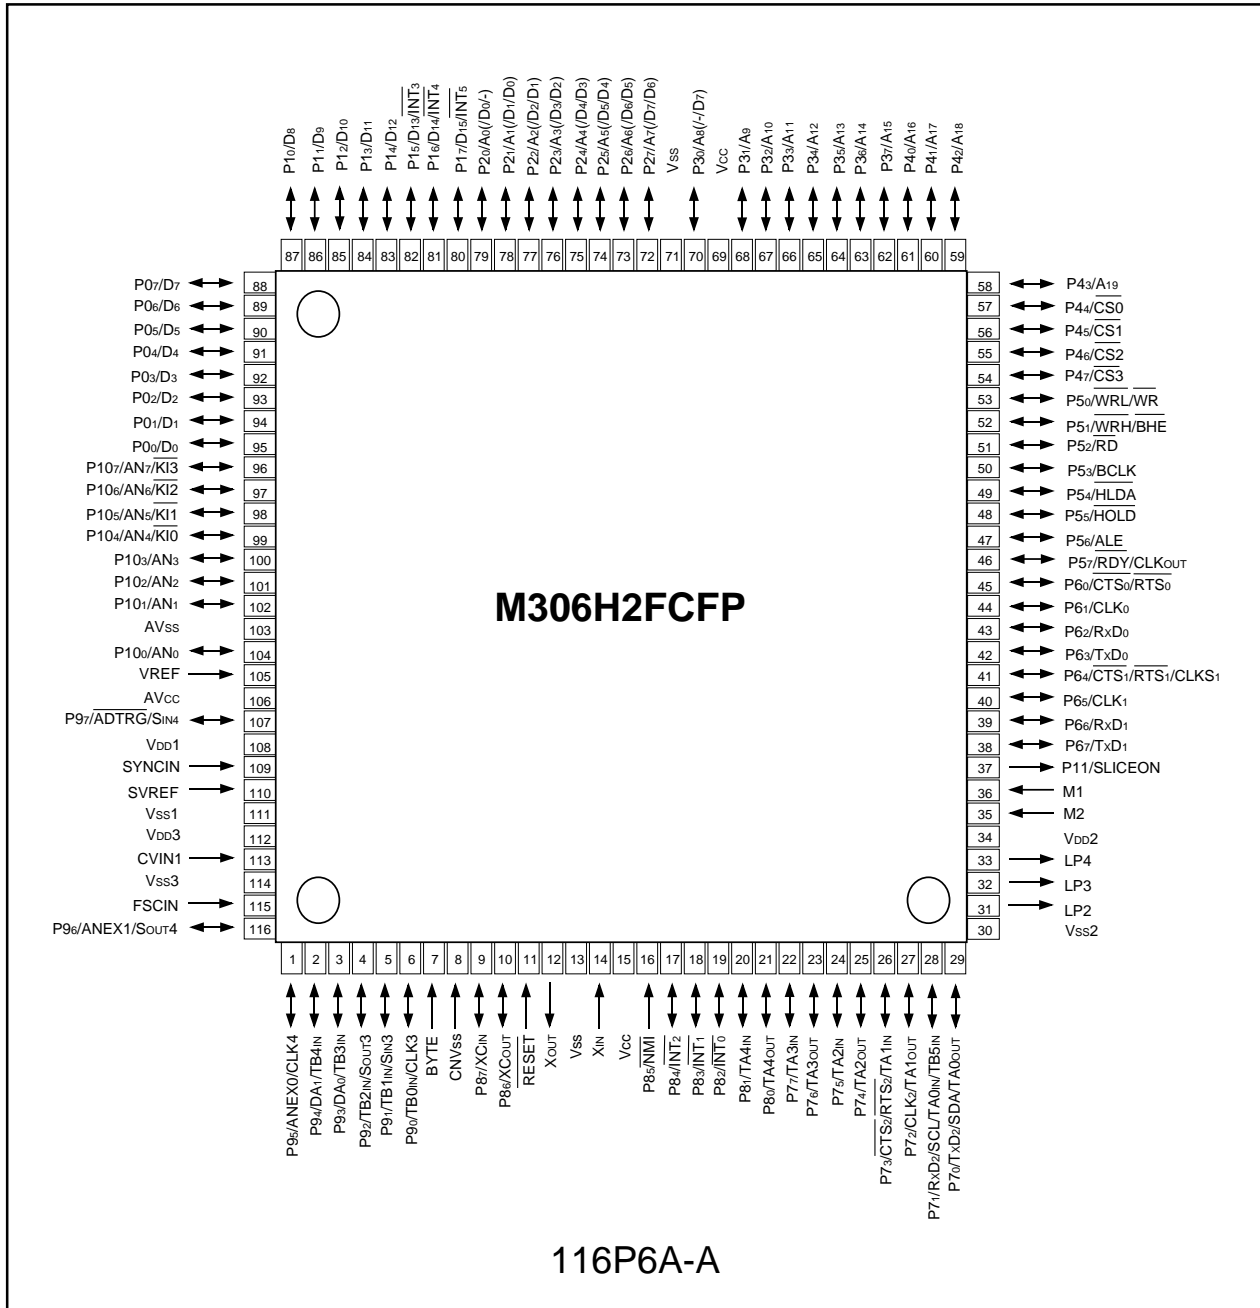 P10/D8
P11/D9
P12/D10
P13/D11
P14/D12
P15/D13/INT3
P16/D14/INT4
P17/D15/INT5
P20/A0(/D0/-)
P21/A1(/D1/D0)
P22/A2(/D2/D1)
P23/A3(/D3/D2)
P24/A4(/D4/D3)
P25/A5(/D5/D4)
P26/A6(/D6/D5)
P27/A7(/D7/D6)
Vss
P30/A8(/-/D7)
Vcc
P31/A9
P32/A10
P33/A11
P34/A12
P35/A13
P36/A14
P37/A15
P40/A16
P41/A17
P42/A18
87 86 85 84 83 82 81 80 79 78 77 76 75 74 73 72 71 70 69 68 67 66 65 64 63 62 61 60 59
P07/D7 88
P06/D6 89
P05/D5 90
P04/D4 91
P03/D3 92
P02/D2 93
P01/D1 94
P00/D0 95
P107/AN7/KI3 96
P106/AN6/KI2 97
P105/AN5/KI1 98
P104/AN4/KI0 99
P103/AN3 100
P102/AN2 101
P101/AN1 102
AVss 103
P100/AN0 104
VREF 105
AVcc 106
P97/ADTRG/SIN4 107
VDD1 108
SYNCIN 109
SVREF 110
Vss1 111
VDD3 112
CVIN1 113
Vss3 114
FSCIN 115
P96/ANEX1/SOUT4 116
M306H2FCFP
58 P43/A19
57 P44/CS0
56 P45/CS1
55 P46/CS2
54 P47/CS3
53 P50/WRL/WR
52 P51/WRH/BHE
51 P52/RD
50 P53/BCLK
49 P54/HLDA
48 P55/HOLD
47 P56/ALE
46 P57/RDY/CLKOUT
45 P60/CTS0/RTS0
44 P61/CLK0
43 P62/RxD0
42 P63/TxD0
41 P64/CTS1/RTS1/CLKS1
40 P65/CLK1
39 P66/RxD1
38 P67/TxD1
37 P11/SLICEON
36 M1
35 M2
34 VDD2
33 LP4
32 LP3
31 LP2
30 Vss2
1 2 3 4 5 6 7 8 9 10 11 12 13 14 15 16 17 18 19 20 21 22 23 24 25 26 27 28 29
P95/ANEX0/CLK4
P94/DA1/TB4IN
P93/DA0/TB3IN
P92/TB2IN/SOUT3
P91/TB1IN/SIN3
P90/TB0IN/CLK3
BYTE
CNVss
P87/XCIN
P86/XCOUT
RESET
XOUT
Vss
XIN
Vcc
P85/NMI
P84/INT2
P83/INT1
P82/INT0
P81/TA4IN
P80/TA4OUT
P77/TA3IN
P76/TA3OUT
P75/TA2IN
P74/TA2OUT
P73/CTS2/RTS2/TA1IN
P72/CLK2/TA1OUT
P71/RxD2/SCL/TA0IN/TB5IN
P70/TxD2/SDA/TA0OUT
116P6A-A